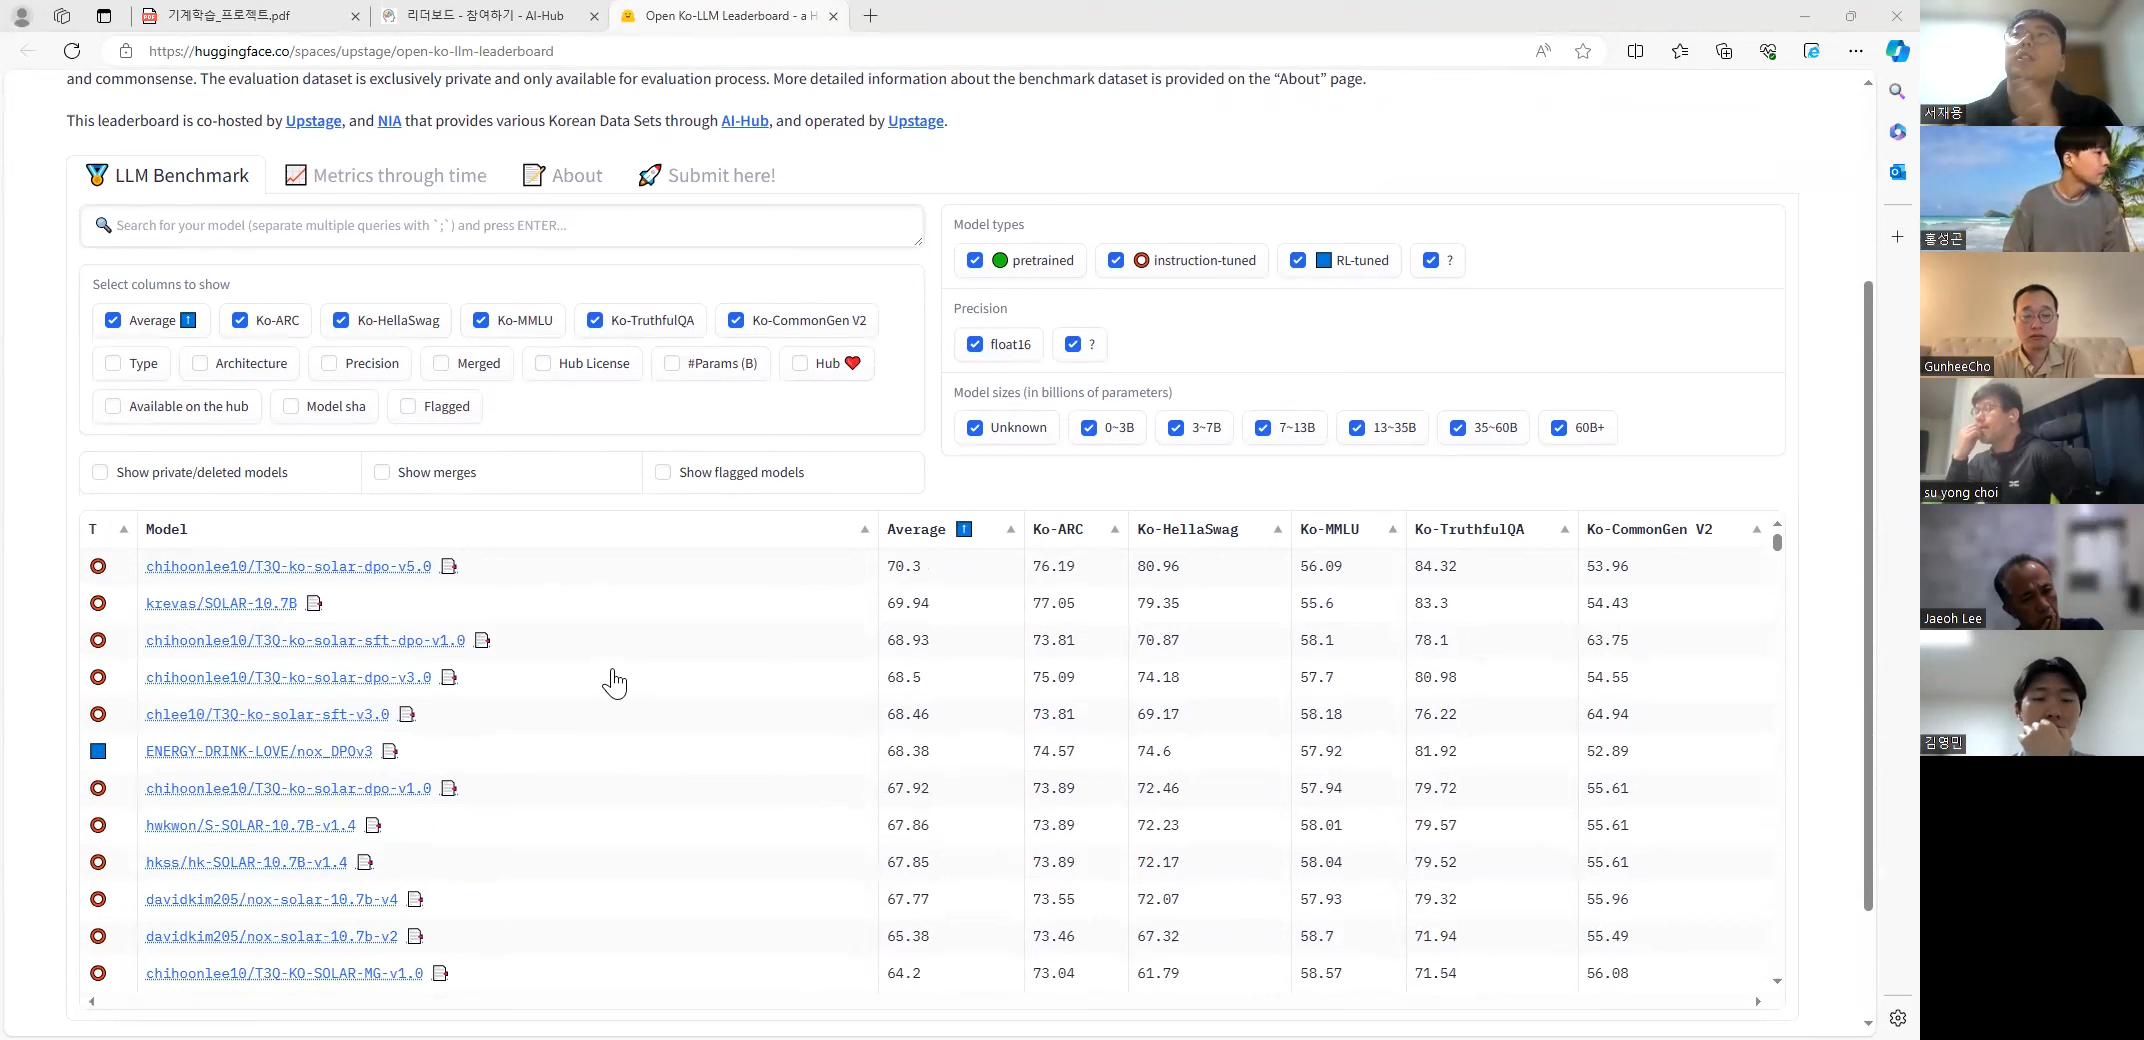 기계학습_프로젝트.pdf
리더보드 - 참여하기 - AI-Hub
Open Ko-LLM Leaderboard - a H
https://huggingface.co/spaces/upstage/open-ko-llm-leaderboard
and commonsense. The evaluation dataset is exclusively private and only available for evaluation process. More detailed information about the benchmark dataset is provided on the “About” page.
This leaderboard is co-hosted by Upstage, and NIA that provides various Korean Data Sets through AI-Hub, and operated by Upstage.
LLM Benchmark
Metrics through time
About
Submit here!
Search for your model (separate multiple queries with `;`) and press ENTER...
Select columns to show
Average Ko-ARC Ko-HellaSwag Ko-MMLU Ko-TruthfulQA Ko-CommonGen V2
Type Architecture Precision Merged Hub License #Params (B) Hub
Available on the hub Model sha Flagged
Show private/deleted models Show merges Show flagged models
Model types
pretrained instruction-tuned RL-tuned ?
Precision
float16 ?
Model sizes (in billions of parameters)
Unknown 0~3B 3~7B 7~13B 13~35B 35~60B 60B+
T Model Average Ko-ARC Ko-HellaSwag Ko-MMLU Ko-TruthfulQA Ko-CommonGen V2
chihoonlee10/T3Q-ko-solar-dpo-v5.0 70.3 76.19 80.96 56.09 84.32 53.96
krevas/SOLAR-10.7B 69.94 77.05 79.35 55.6 83.3 54.43
chihoonlee10/T3Q-ko-solar-sft-dpo-v1.0 68.93 73.81 70.87 58.1 78.1 63.75
chihoonlee10/T3Q-ko-solar-dpo-v3.0 68.5 75.09 74.18 57.7 80.98 54.55
chlee10/T3Q-ko-solar-sft-v3.0 68.46 73.81 69.17 58.18 76.22 64.94
ENERGY-DRINK-LOVE/nox_DPOv3 68.38 74.57 74.6 57.92 81.92 52.89
chihoonlee10/T3Q-ko-solar-dpo-v1.0 67.92 73.89 72.46 57.94 79.72 55.61
hwkwon/S-SOLAR-10.7B-v1.4 67.86 73.89 72.23 58.01 79.57 55.61
hkss/hk-SOLAR-10.7B-v1.4 67.85 73.89 72.17 58.04 79.52 55.61
davidkim205/nox-solar-10.7b-v4 67.77 73.55 72.07 57.93 79.32 55.96
davidkim205/nox-solar-10.7b-v2 65.38 73.46 67.32 58.7 71.94 55.49
chihoonlee10/T3Q-KO-SOLAR-MG-v1.0 64.2 73.04 61.79 58.57 71.54 56.08
서재용
홍성곤
GunheeCho
su yong choi
Jaeoh Lee
김영민